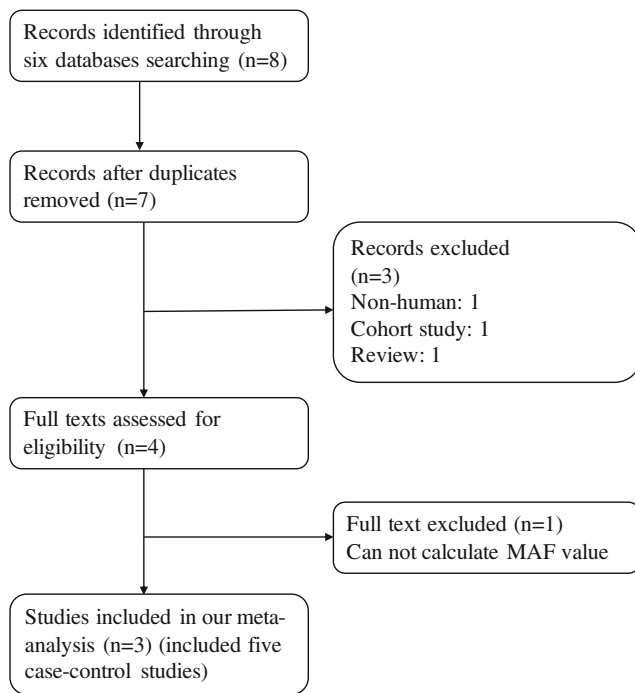 Records identified through
six databases searching (n=8)
Records after duplicates
removed (n=7)
Records excluded
(n=3)
Non-human: 1
Cohort study: 1
Review: 1
Full texts assessed for
eligibility (n=4)
Full text excluded (n=1)
Can not calculate MAF value
Studies included in our meta-
analysis (n=3) (included five
case-control studies)